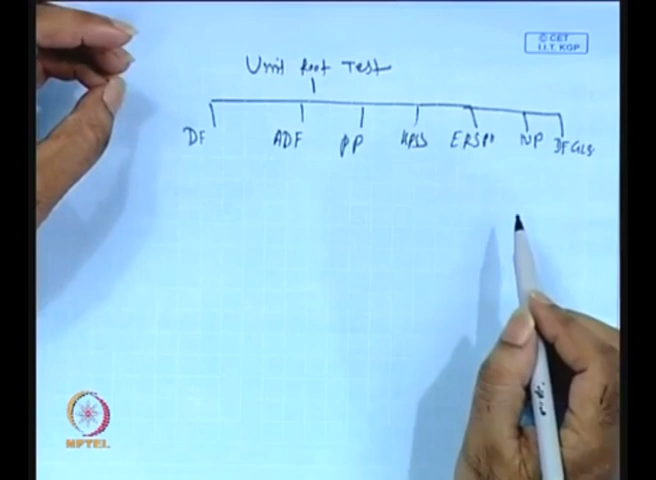 © CET
I.I.T. KGP
Unit Root Test
DF ADF PP KPSS ERSPO NP DFGLS
NPTEL